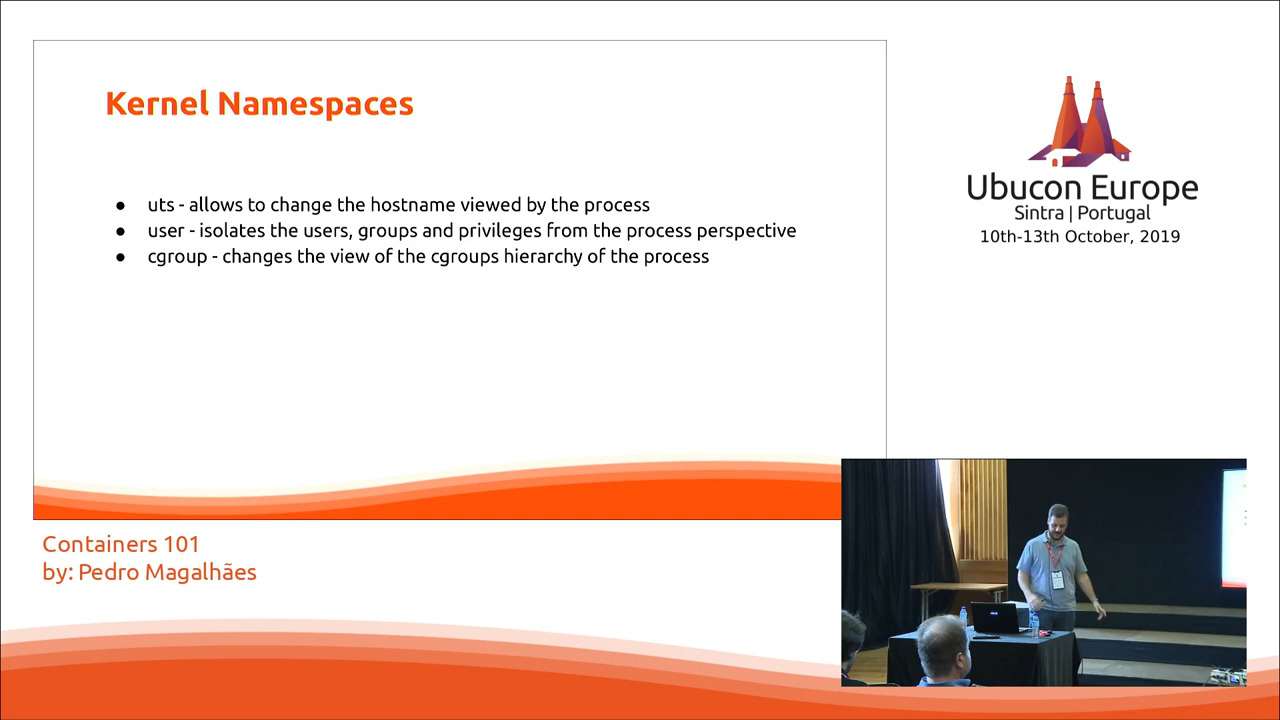 Kernel Namespaces
● uts - allows to change the hostname viewed by the process
● user - isolates the users, groups and privileges from the process perspective
● cgroup - changes the view of the cgroups hierarchy of the process
Ubucon Europe
Sintra | Portugal
10th-13th October, 2019
Containers 101
by: Pedro Magalhães